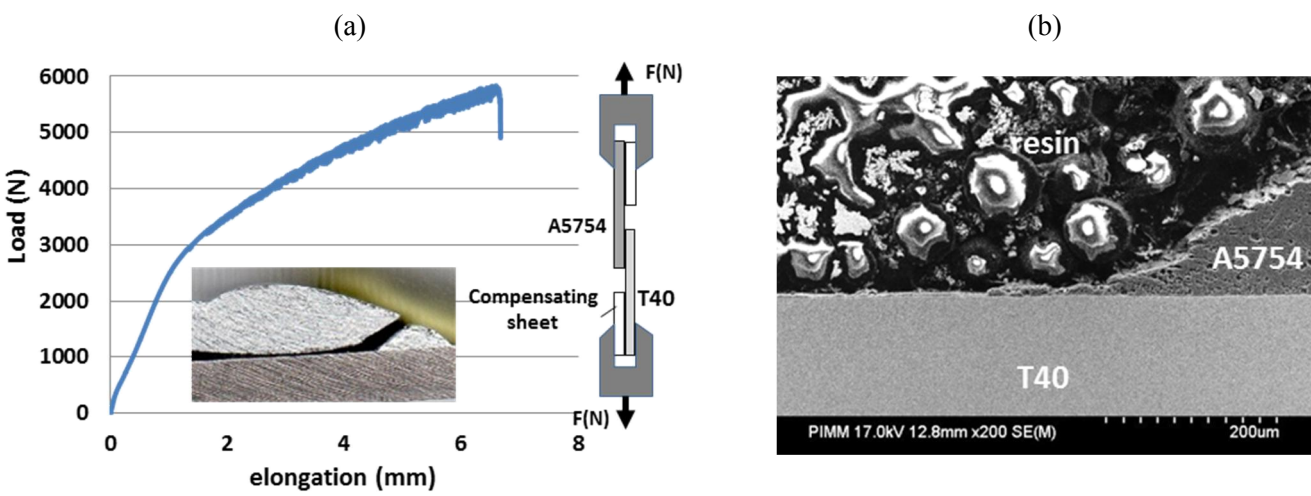 (a)
6000
5000
4000
3000
2000
1000
0
Load (N)
0
2
4
6
8
elongation (mm)
F(N)
A5754
T40
Compensating
sheet
F(N)
(b)
resin
A5754
T40
PIMM 17.0kV 12.8mm x200 SE(M)
200um